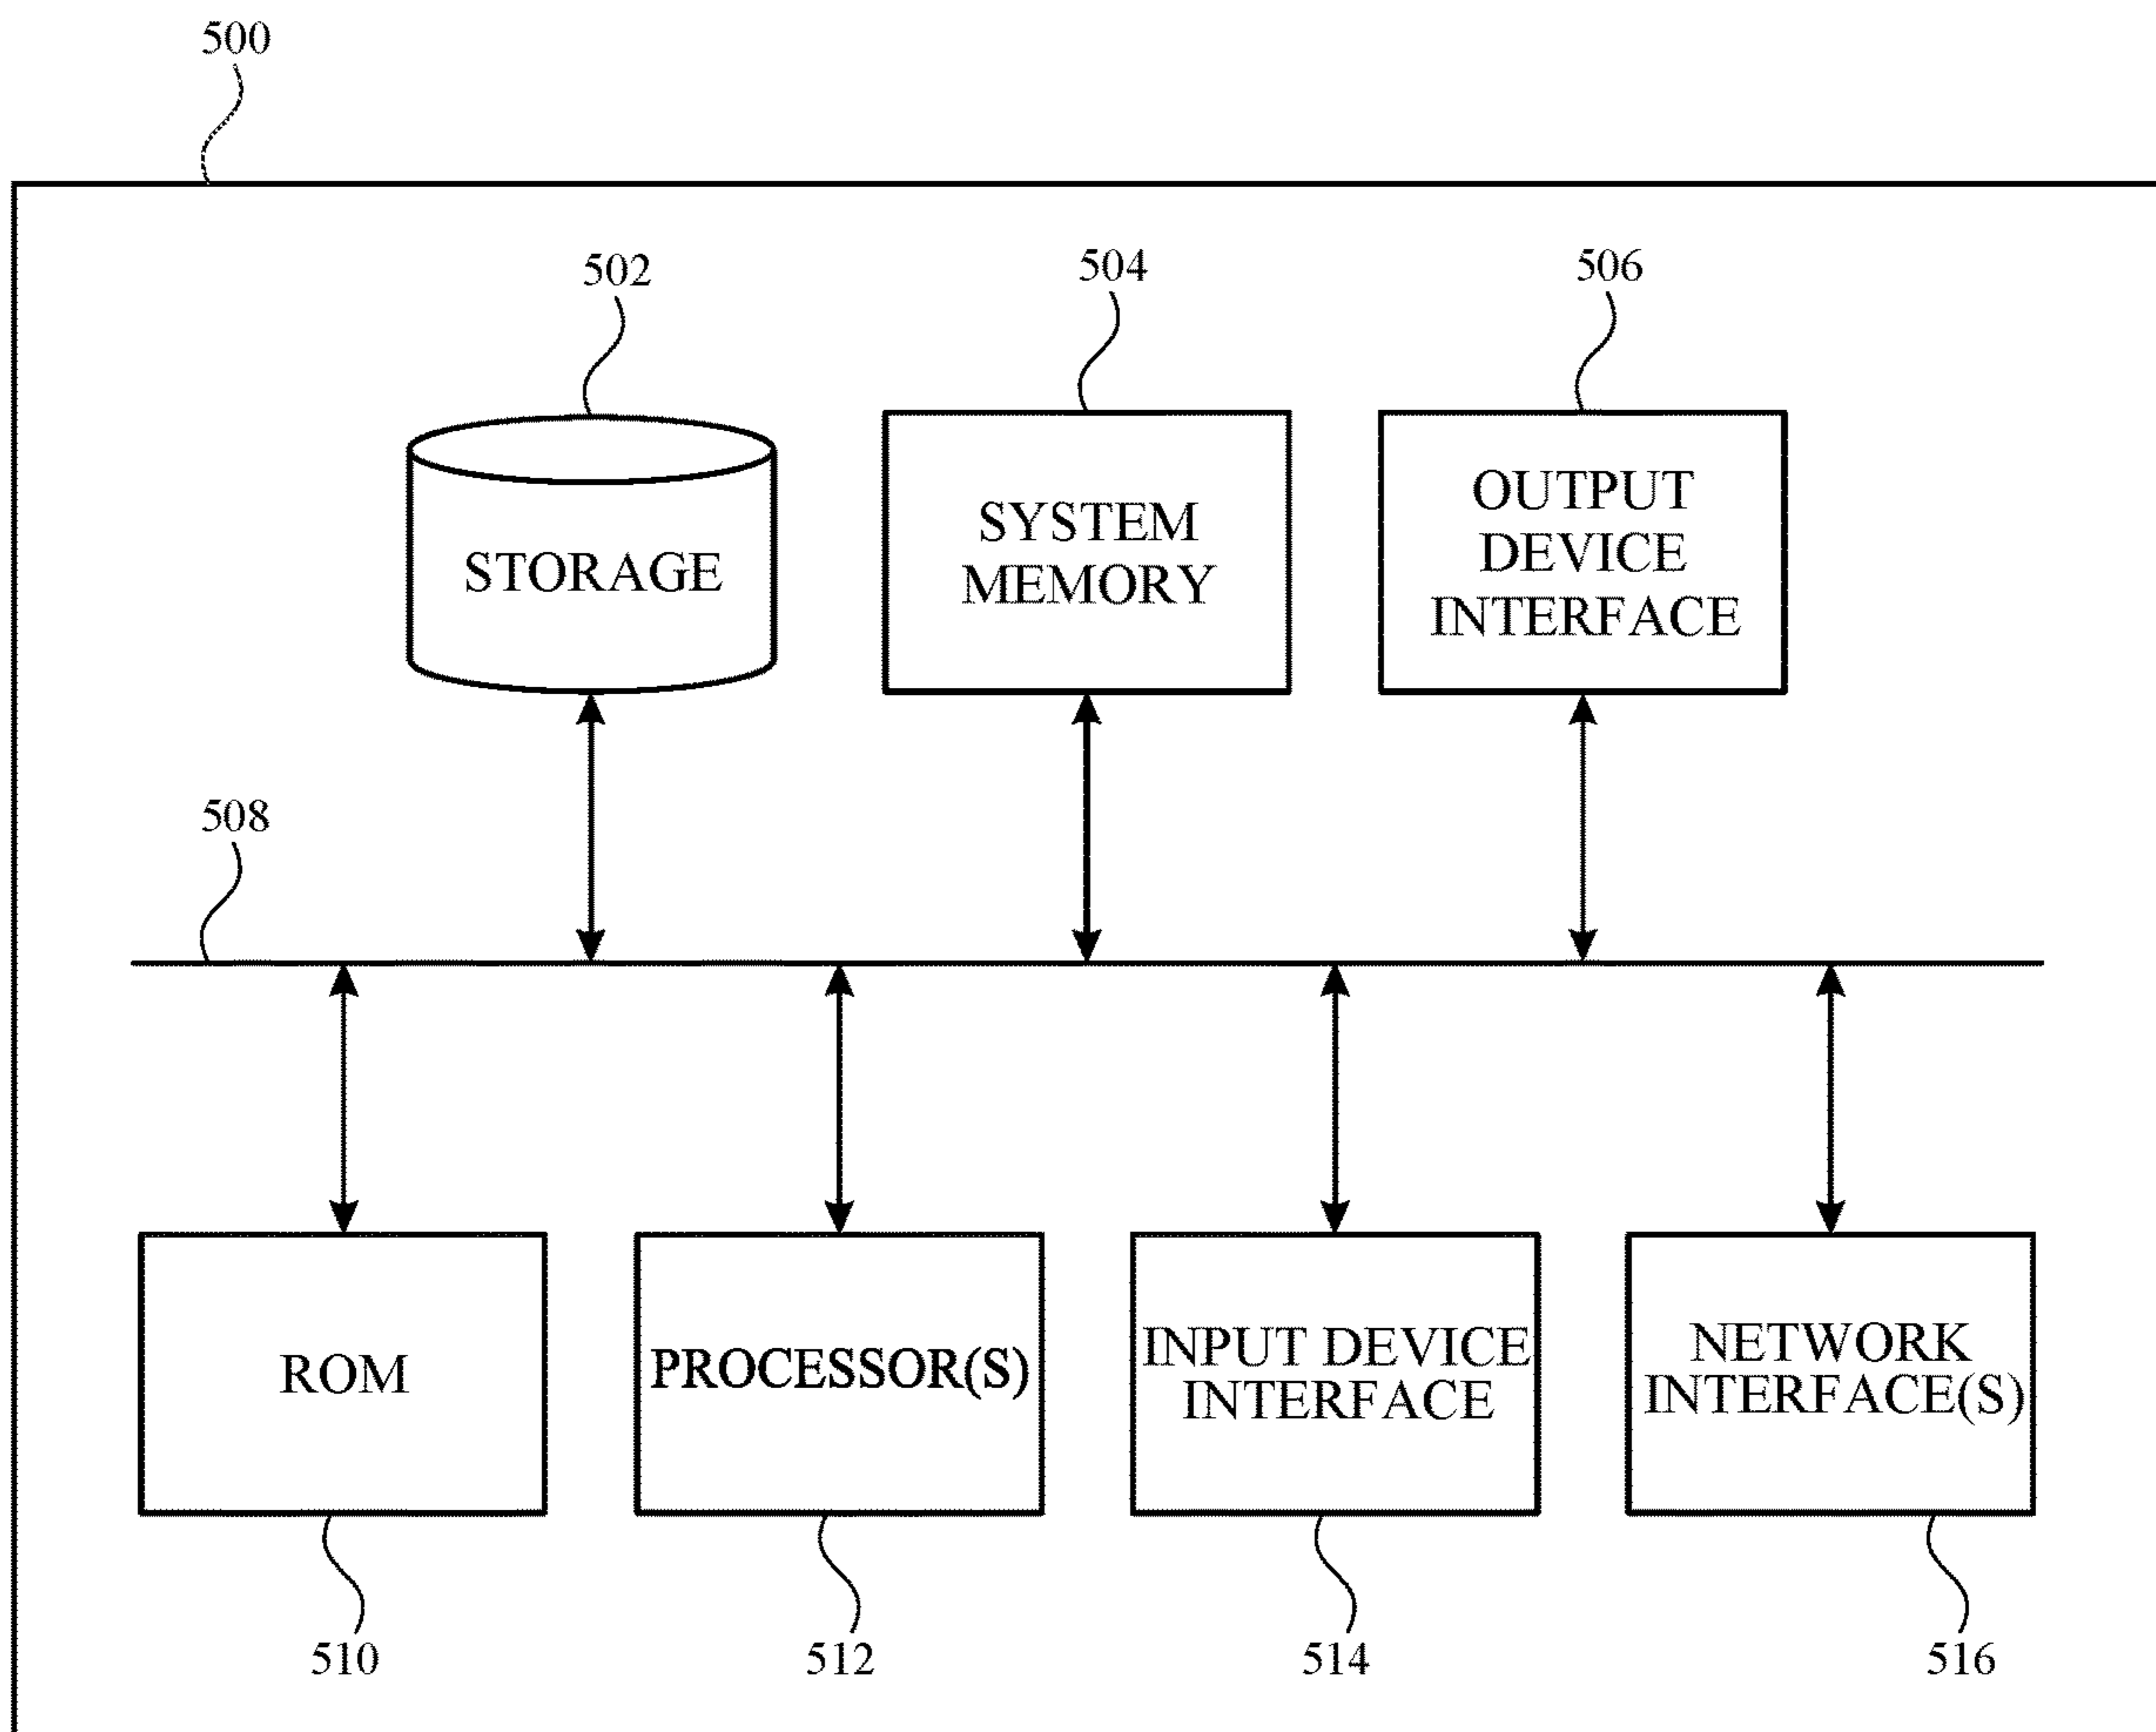 500
502
504
506
STORAGE
SYSTEM
MEMORY
OUTPUT
DEVICE
INTERFACE
508
ROM
PROCESSOR(S)
INPUT DEVICE
INTERFACE
NETWORK
INTERFACE(S)
510
512
514
516